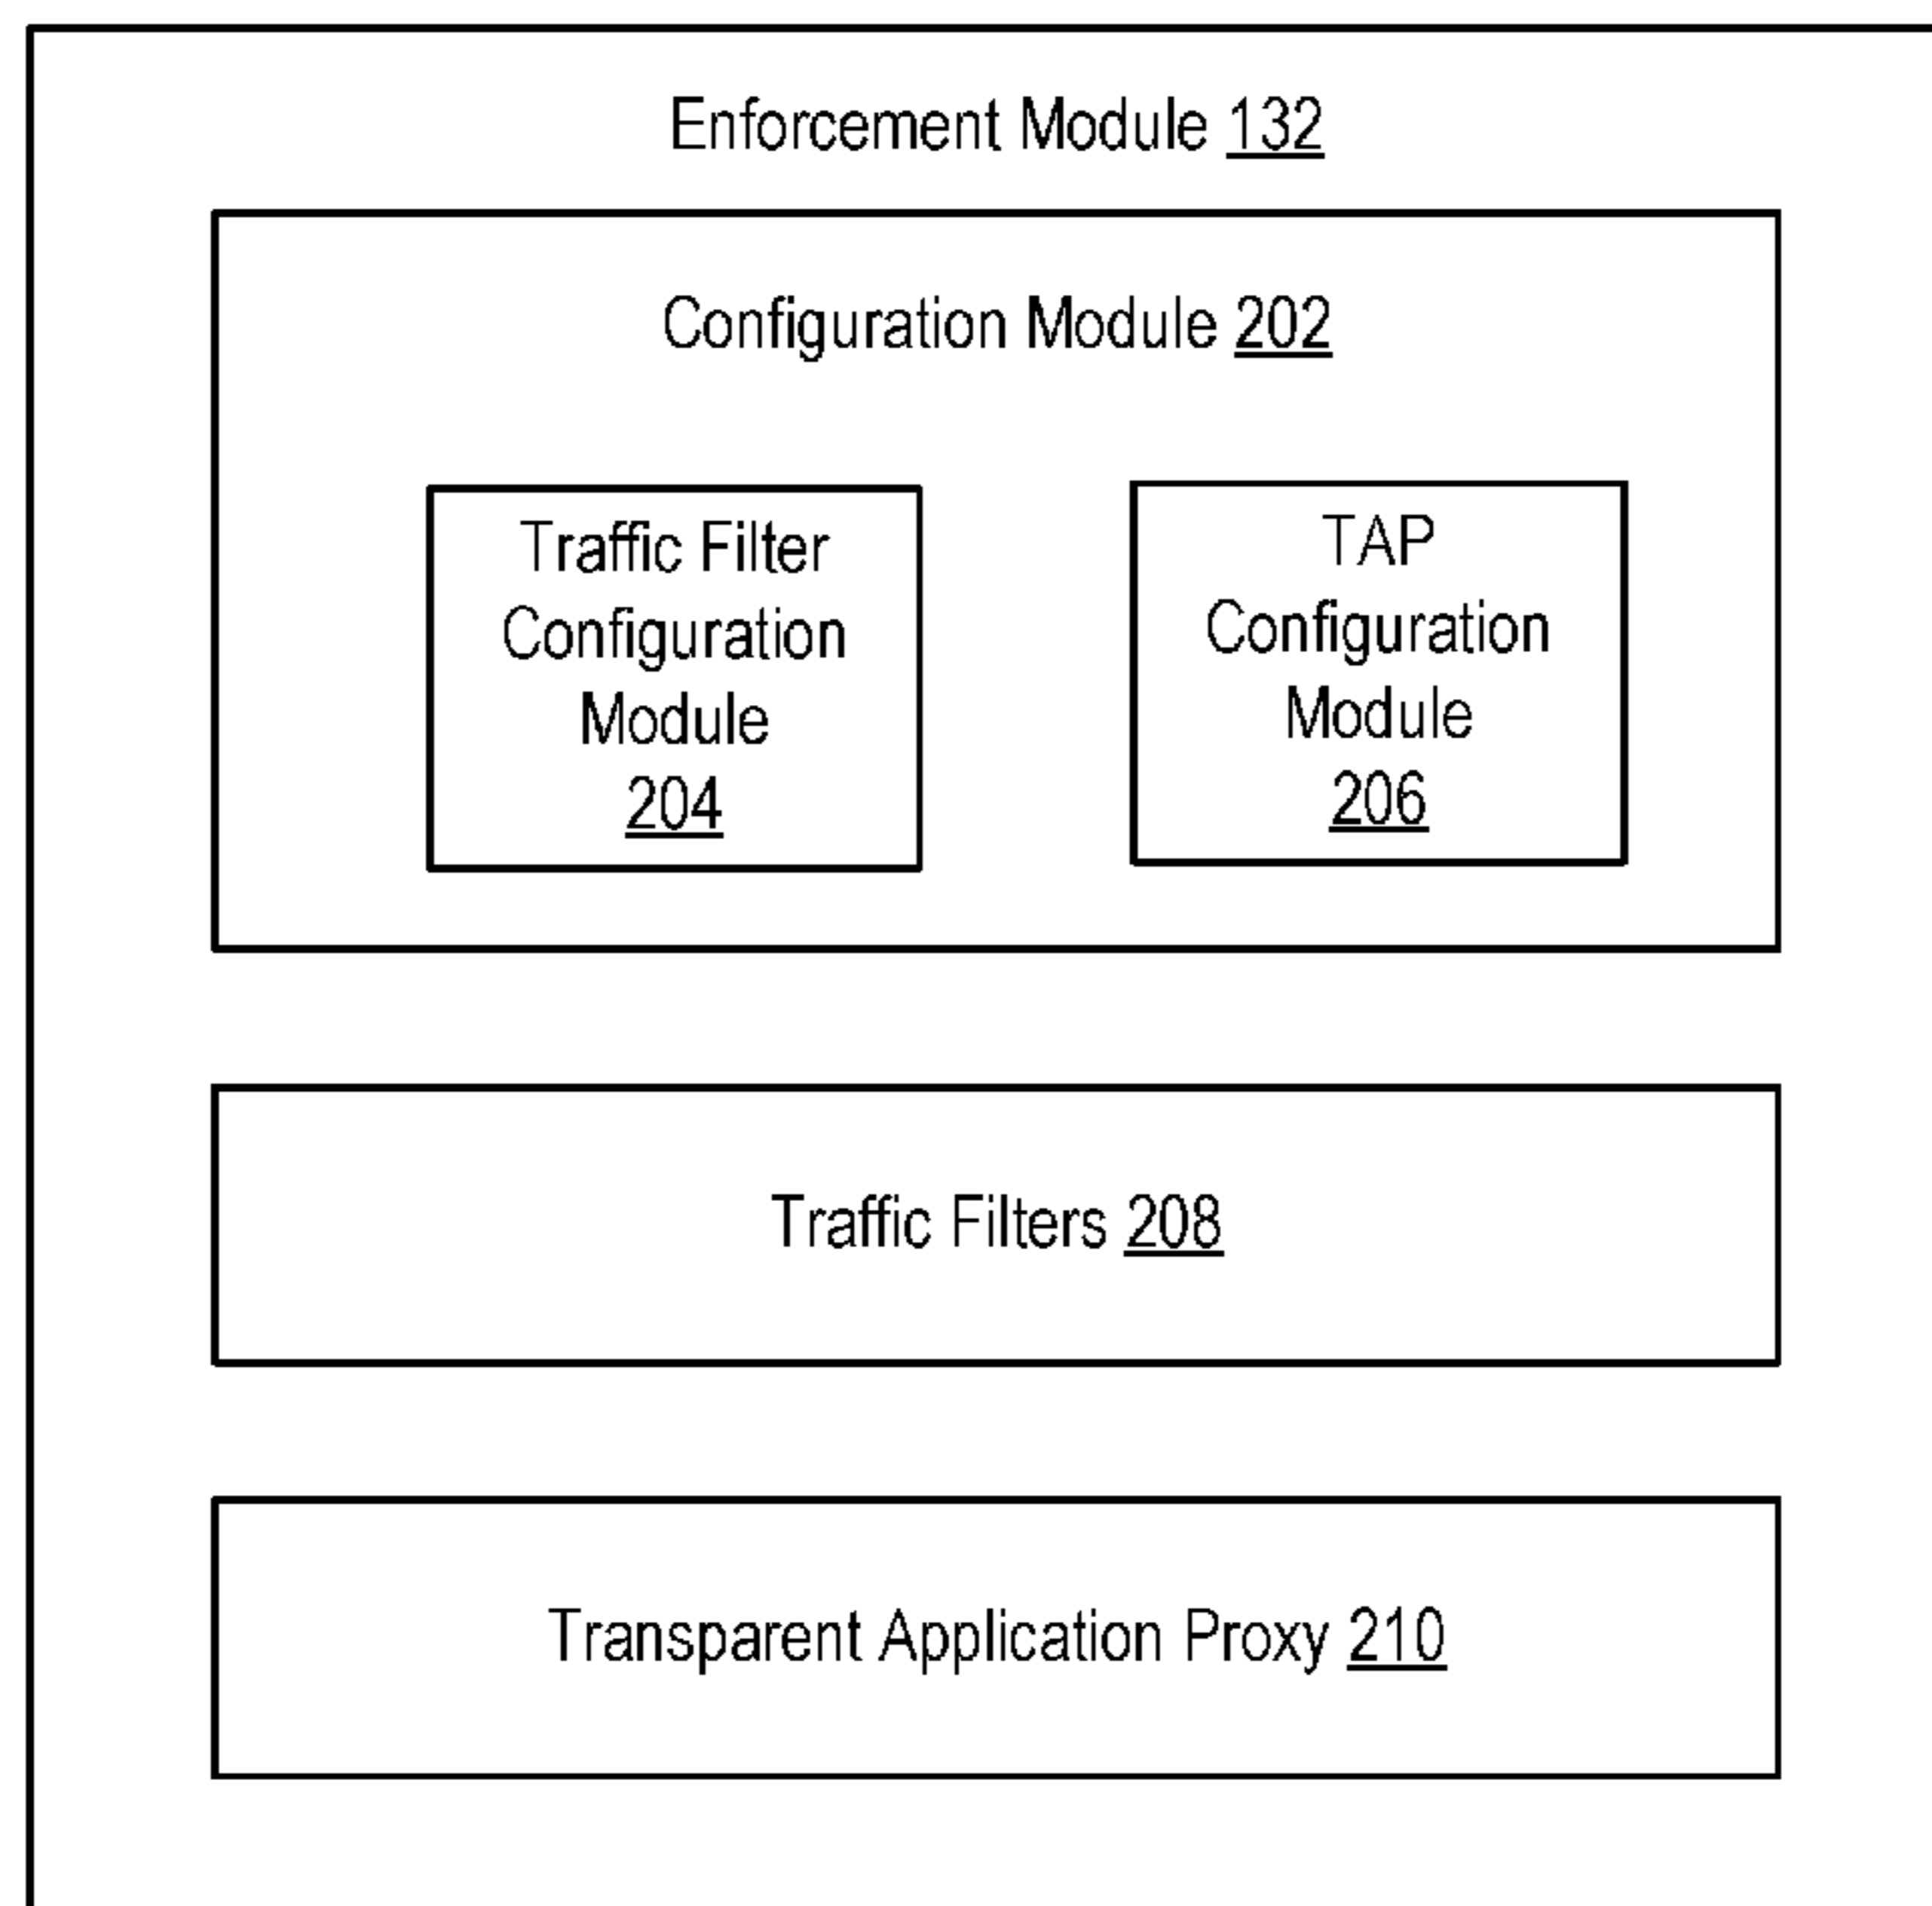 Enforcement Module 132
Configuration Module 202
Traffic Filter
Configuration
Module
204
TAP
Configuration
Module
206
Traffic Filters 208
Transparent Application Proxy 210